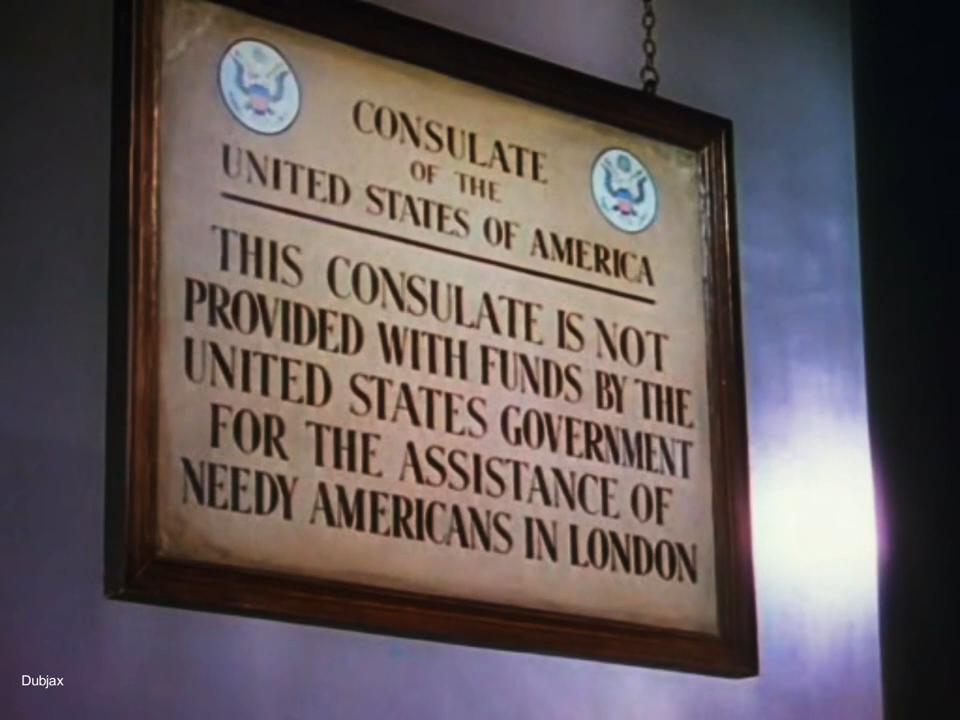 CONSULATE
OF THE
UNITED STATES OF AMERICA
THIS CONSULATE IS NOT
PROVIDED WITH FUNDS BY THE
UNITED STATES GOVERNMENT
FOR THE ASSISTANCE OF
NEEDY AMERICANS IN LONDON
Dubjax